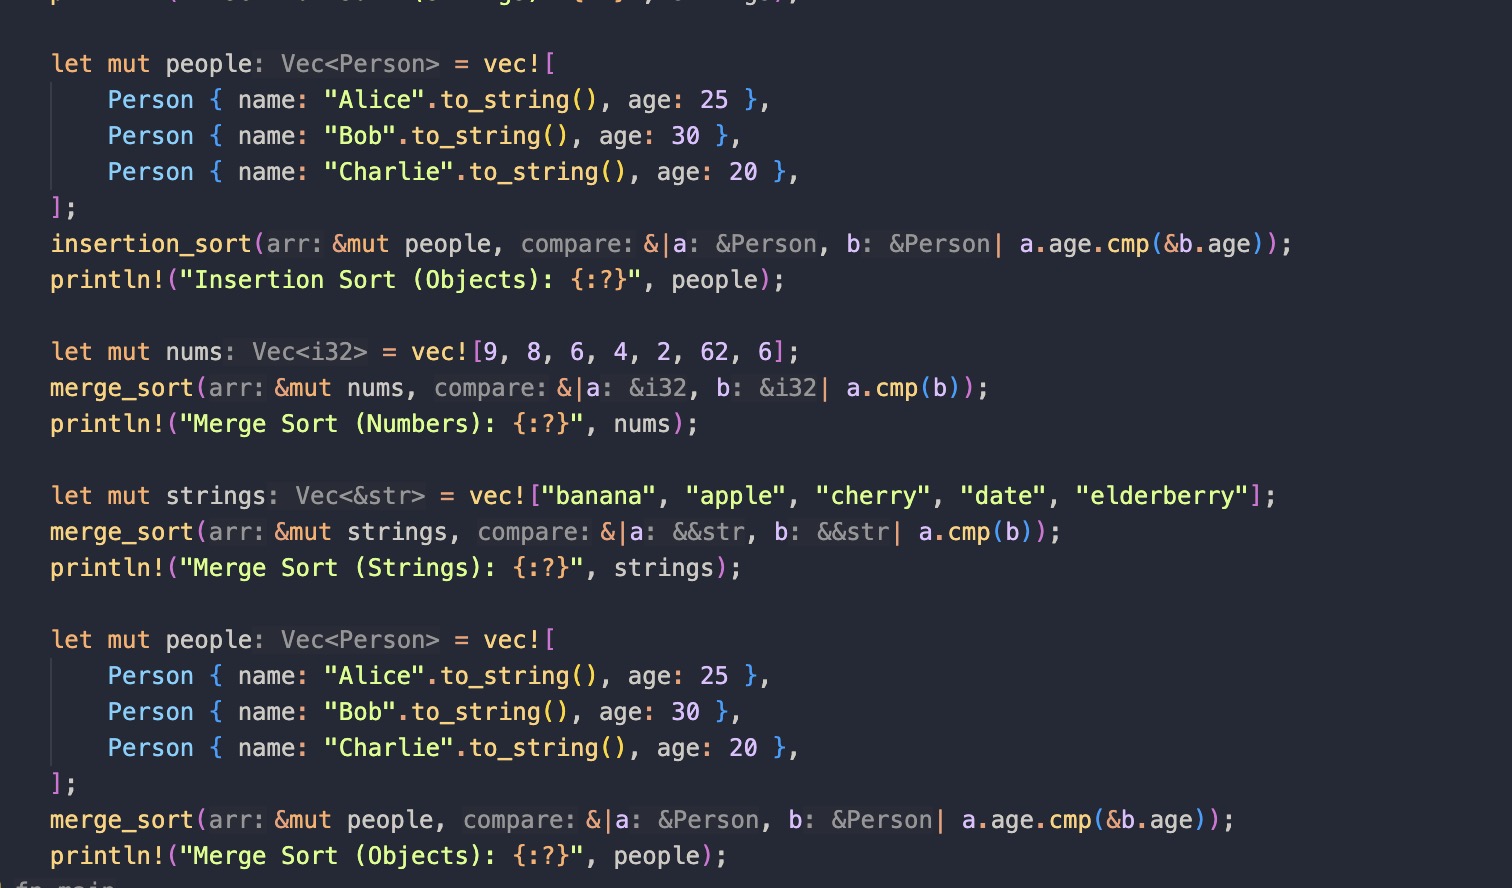 let mut people: Vec<Person> = vec![
    Person { name: "Alice".to_string(), age: 25 },
    Person { name: "Bob".to_string(), age: 30 },
    Person { name: "Charlie".to_string(), age: 20 },
];
insertion_sort(arr: &mut people, compare: &|a: &Person, b: &Person| a.age.cmp(&b.age));
println!("Insertion Sort (Objects): {:?}", people);

let mut nums: Vec<i32> = vec![9, 8, 6, 4, 2, 62, 6];
merge_sort(arr: &mut nums, compare: &|a: &i32, b: &i32| a.cmp(b));
println!("Merge Sort (Numbers): {:?}", nums);

let mut strings: Vec<&str> = vec!["banana", "apple", "cherry", "date", "elderberry"];
merge_sort(arr: &mut strings, compare: &|a: &&str, b: &&str| a.cmp(b));
println!("Merge Sort (Strings): {:?}", strings);

let mut people: Vec<Person> = vec![
    Person { name: "Alice".to_string(), age: 25 },
    Person { name: "Bob".to_string(), age: 30 },
    Person { name: "Charlie".to_string(), age: 20 },
];
merge_sort(arr: &mut people, compare: &|a: &Person, b: &Person| a.age.cmp(&b.age));
println!("Merge Sort (Objects): {:?}", people);
fn main